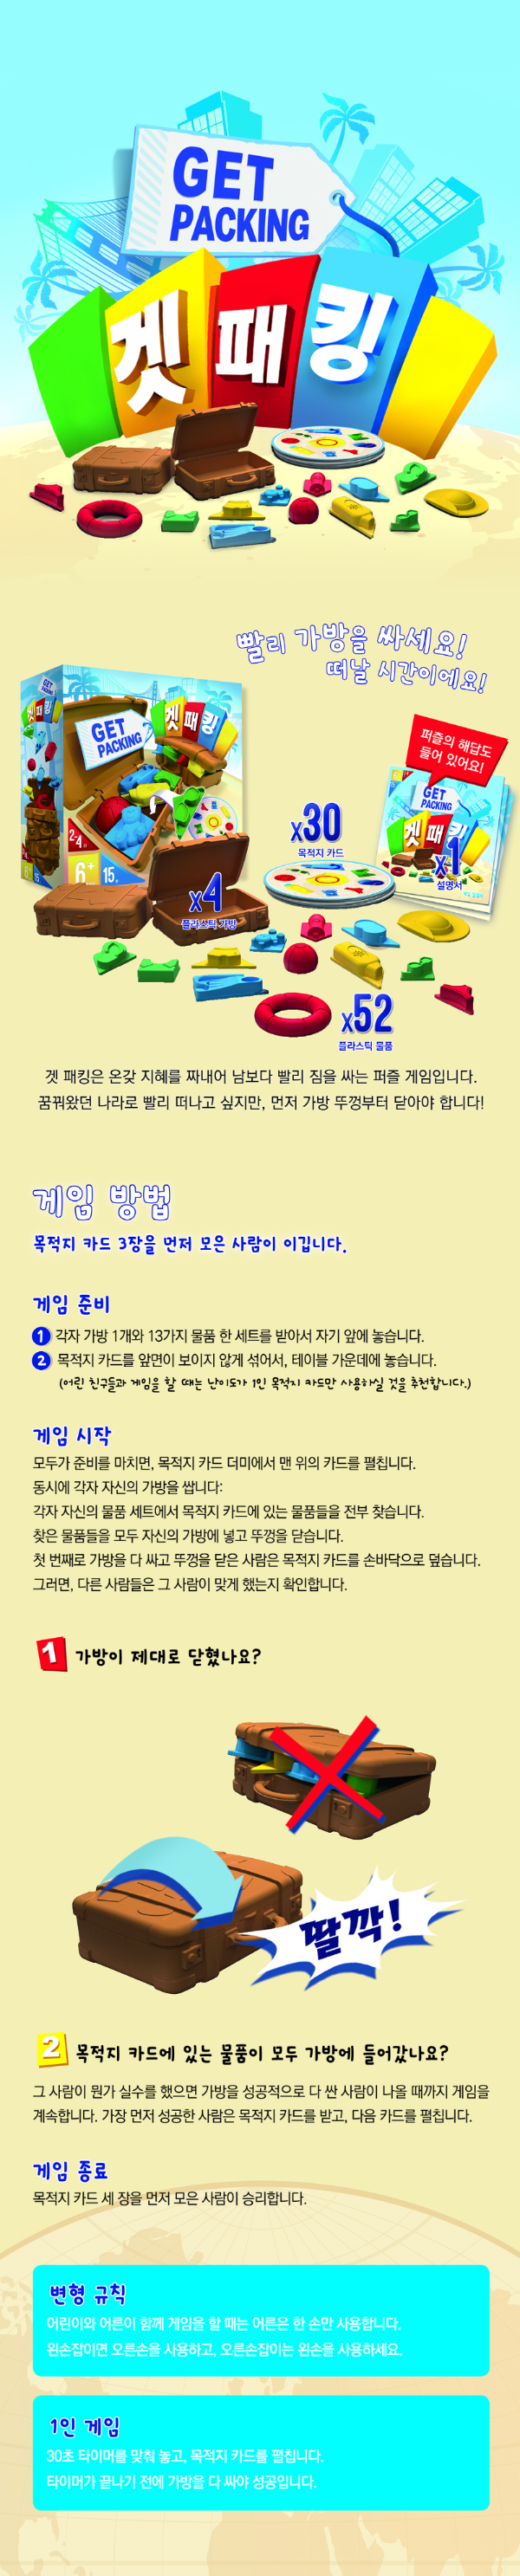 GET
PACKING
겟 패 킹
빨리 가방을 싸세요!
떠날 시간이에요!
GET
PACKING
겟 패 킹
GET
PACKING
겟 패 킹
2-4
6+
15
퍼즐의 해답도
들어 있어요!
GET
PACKING
겟 패 킹
x1
설명서
x30
목적지 카드
x4
플라스틱 가방
x52
플라스틱 물품
겟 패킹은 온갖 지혜를 짜내어 남보다 빨리 짐을 싸는 퍼즐 게임입니다.
꿈꿔왔던 나라로 빨리 떠나고 싶지만, 먼저 가방 뚜껑부터 닫아야 합니다!
게임 방법
목적지 카드 3장을 먼저 모은 사람이 이깁니다.
게임 준비
1 각자 가방 1개와 13가지 물품 한 세트를 받아서 자기 앞에 놓습니다.
2 목적지 카드를 앞면이 보이지 않게 섞어서, 테이블 가운데에 놓습니다.
(어린 친구들과 게임을 할 때는 난이도가 1인 목적지 카드만 사용하실 것을 추천합니다.)
게임 시작
모두가 준비를 마치면, 목적지 카드 더미에서 맨 위의 카드를 펼칩니다.
동시에 각자 자신의 가방을 쌉니다:
각자 자신의 물품 세트에서 목적지 카드에 있는 물품들을 전부 찾습니다.
찾은 물품들을 모두 자신의 가방에 넣고 뚜껑을 닫습니다.
첫 번째로 가방을 다 싸고 뚜껑을 닫은 사람은 목적지 카드를 손바닥으로 덮습니다.
그러면, 다른 사람들은 그 사람이 맞게 했는지 확인합니다.
1 가방이 제대로 닫혔나요?
딸깍!
2 목적지 카드에 있는 물품이 모두 가방에 들어갔나요?
그 사람이 뭔가 실수를 했으면 가방을 성공적으로 다 싼 사람이 나올 때까지 게임을
계속합니다. 가장 먼저 성공한 사람은 목적지 카드를 받고, 다음 카드를 펼칩니다.
게임 종료
목적지 카드 세 장을 먼저 모은 사람이 승리합니다.
변형 규칙
어린이와 어른이 함께 게임을 할 때는 어른은 한 손만 사용합니다.
왼손잡이면 오른손을 사용하고, 오른손잡이는 왼손을 사용하세요.
1인 게임
30초 타이머를 맞춰 놓고, 목적지 카드를 펼칩니다.
타이머가 끝나기 전에 가방을 다 싸야 성공입니다.